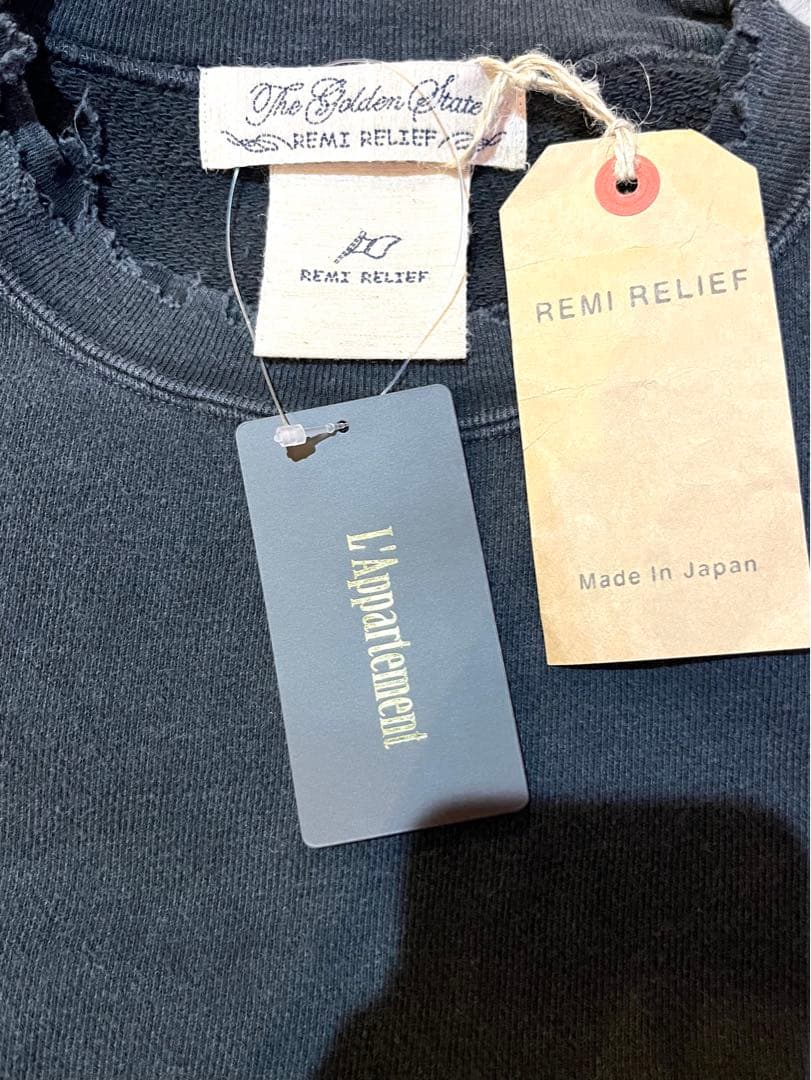 The Golden State
REMI RELIEF
REMI RELIEF
REMI RELIEF
Made In Japan
L'Appartement